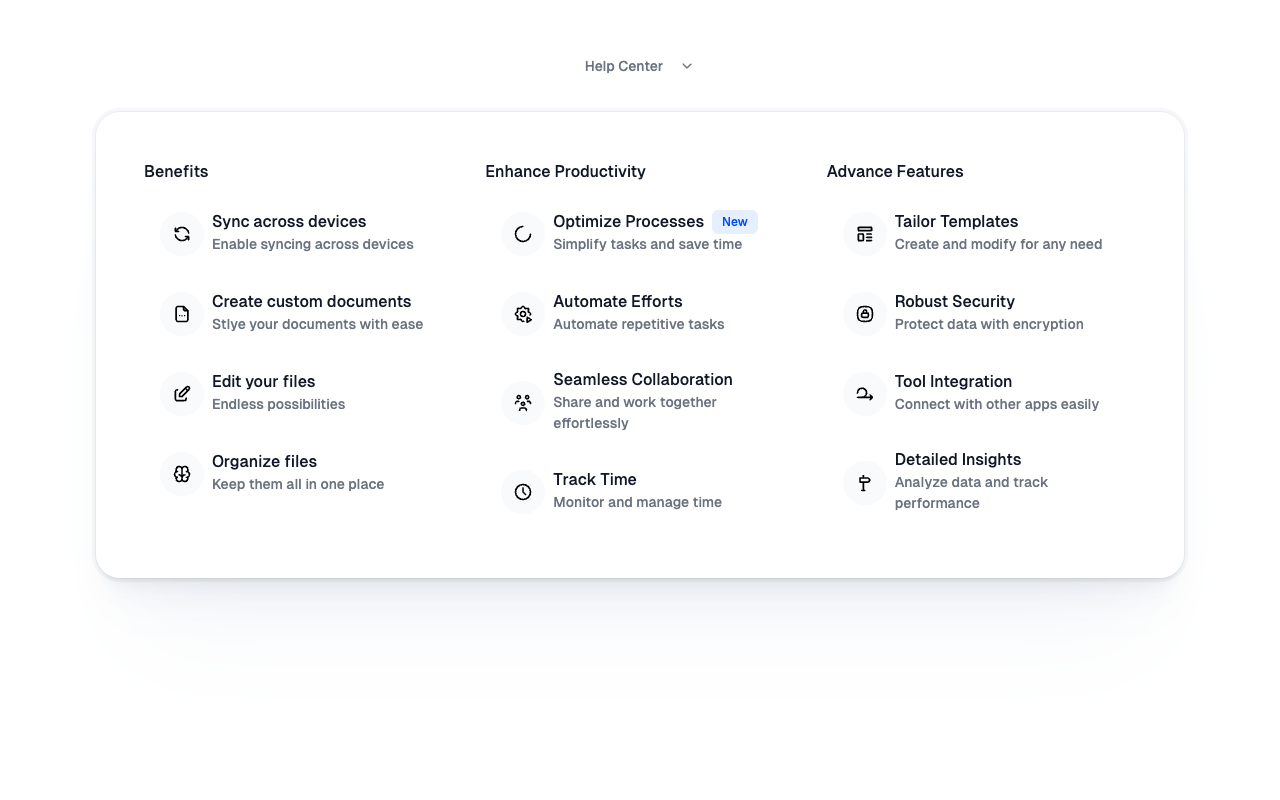 Help Center
Benefits
Sync across devices
Enable syncing across devices
Create custom documents
Stlye your documents with ease
Edit your files
Endless possibilities
Organize files
Keep them all in one place
Enhance Productivity
Optimize Processes New
Simplify tasks and save time
Automate Efforts
Automate repetitive tasks
Seamless Collaboration
Share and work together
effortlessly
Track Time
Monitor and manage time
Advance Features
Tailor Templates
Create and modify for any need
Robust Security
Protect data with encryption
Tool Integration
Connect with other apps easily
Detailed Insights
Analyze data and track
performance